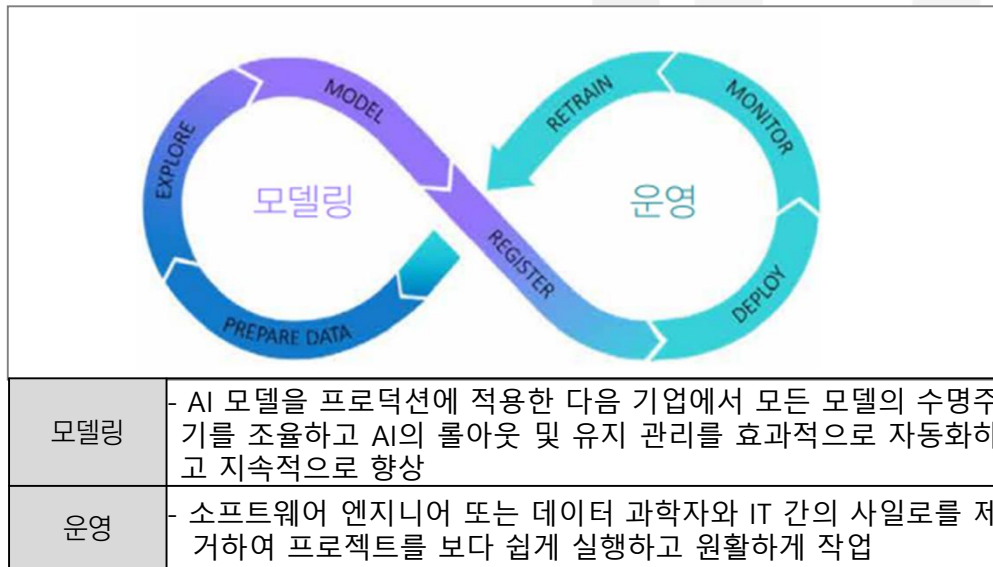 MODEL
RETRAIN
MONITOR
EXPLORE
모델링
운영
REGISTER
DEPLOY
PREPARE DATA
모델링
- AI 모델을 프로덕션에 적용한 다음 기업에서 모든 모델의 수명주
기를 조율하고 AI의 롤아웃 및 유지 관리를 효과적으로 자동화하
고 지속적으로 향상
운영
- 소프트웨어 엔지니어 또는 데이터 과학자와 IT 간의 사일로를 제
거하여 프로젝트를 보다 쉽게 실행하고 원활하게 작업